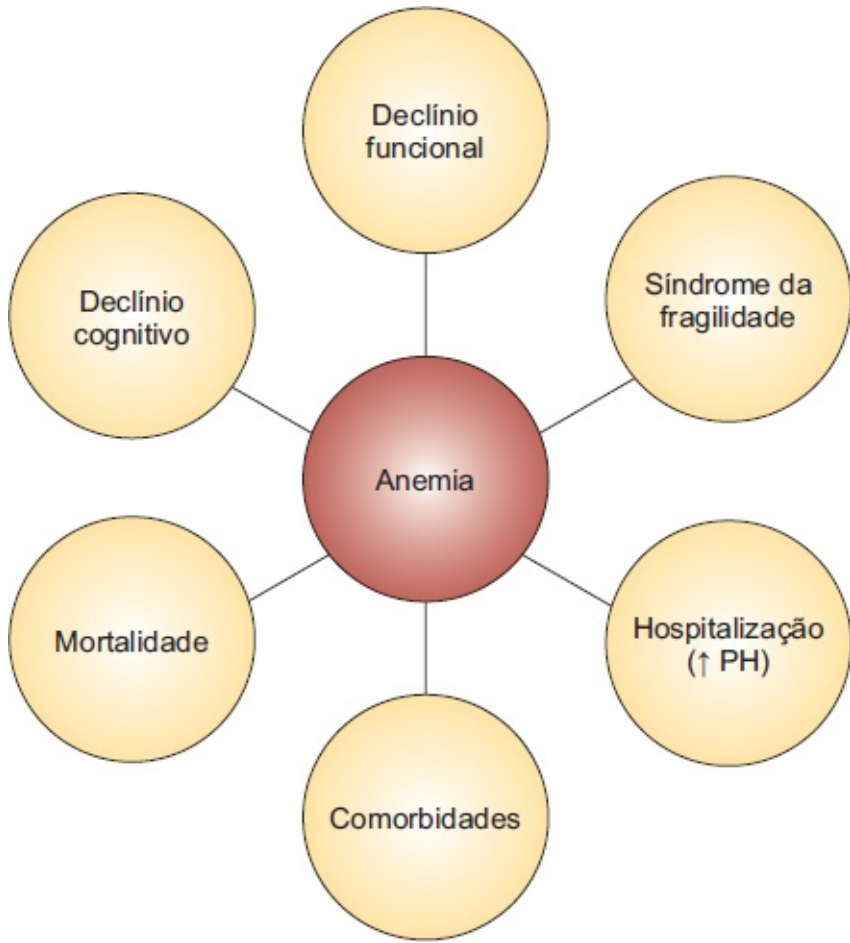 Declínio
funcional
Síndrome da
fragilidade
Declínio
cognitivo
Anemia
Hospitalização
(↑ PH)
Mortalidade
Comorbidades